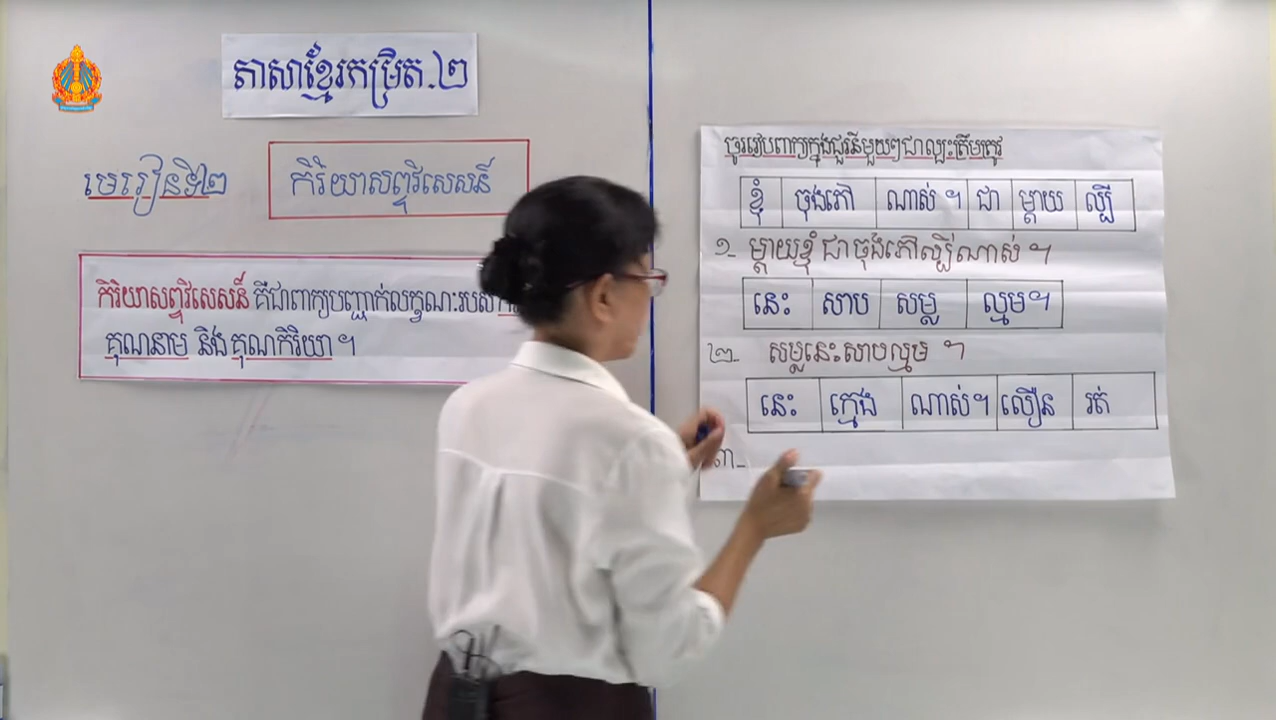 ភាសាខ្មែរកម្រិត.២
មេរៀនទី២
កិរិយាសព្ទវិសេសន៍
កិរិយាសព្ទវិសេសន៍ គឺជាពាក្យបញ្ជាក់លក្ខណៈរបស់
គុណនាម និង គុណកិរិយា ។
ចូររៀបពាក្យក្នុងជួរនីមួយៗជាល្បះត្រឹមត្រូវ
ខ្ញុំ ចុងភៅ ណាស់ ។ ជា ម្ដាយ ល្បី
១_ ម្ដាយខ្ញុំ ជាចុងភៅល្បីណាស់ ។
នេះ សាប សម្ល ល្មម។
២_ សម្លនេះសាបល្មម ។
នេះ ក្មេង ណាស់។ លឿន រត់
៣_